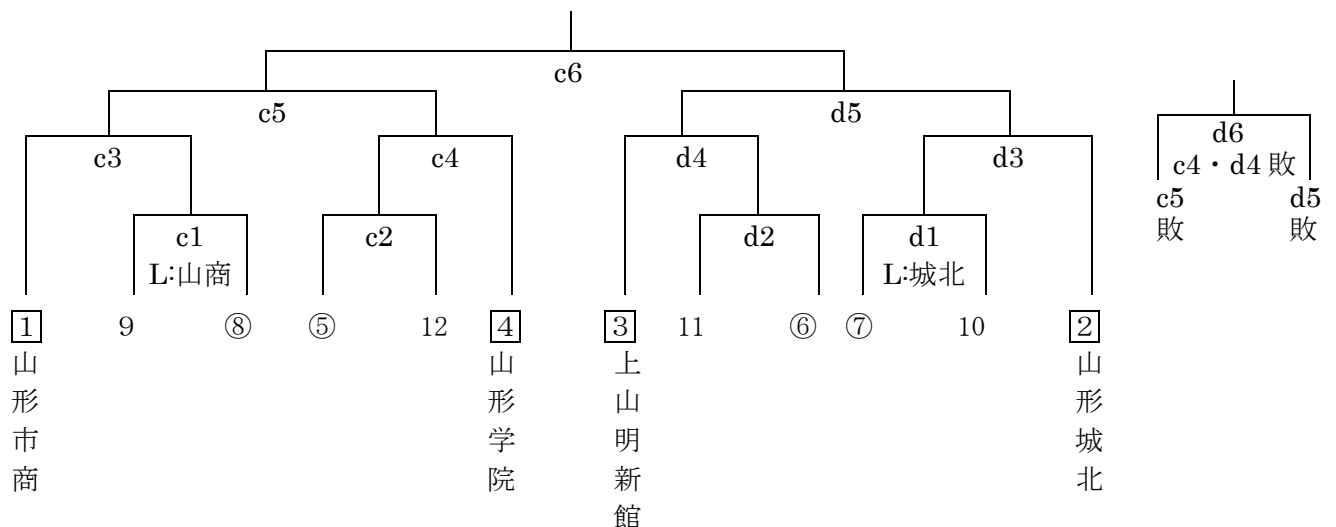 c6
c5
d5
c3
c4
d4
d3
d6
c4・d4 敗
c5
敗
d5
敗
c1
L:山商
c2
d2
d1
L:城北
1
9
⑧
⑤
12
4
3
11
⑥
⑦
10
2
山形市商
山形学院
上山明新館
山形城北